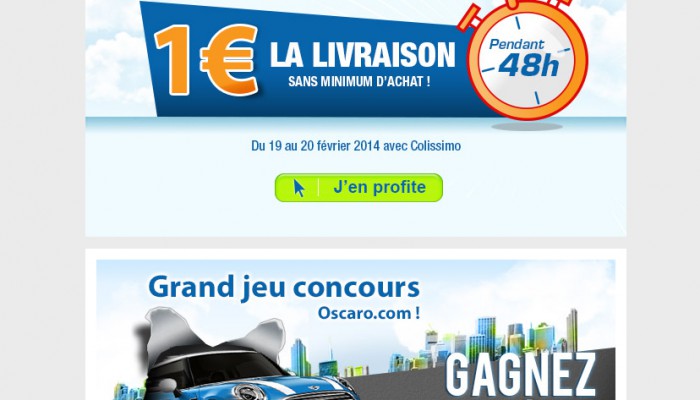 1€ LA LIVRAISON
SANS MINIMUM D'ACHAT !
Pendant
48h
Du 19 au 20 février 2014 avec Colissimo
J'en profite
Grand jeu concours
Oscaro.com !
GAGNEZ